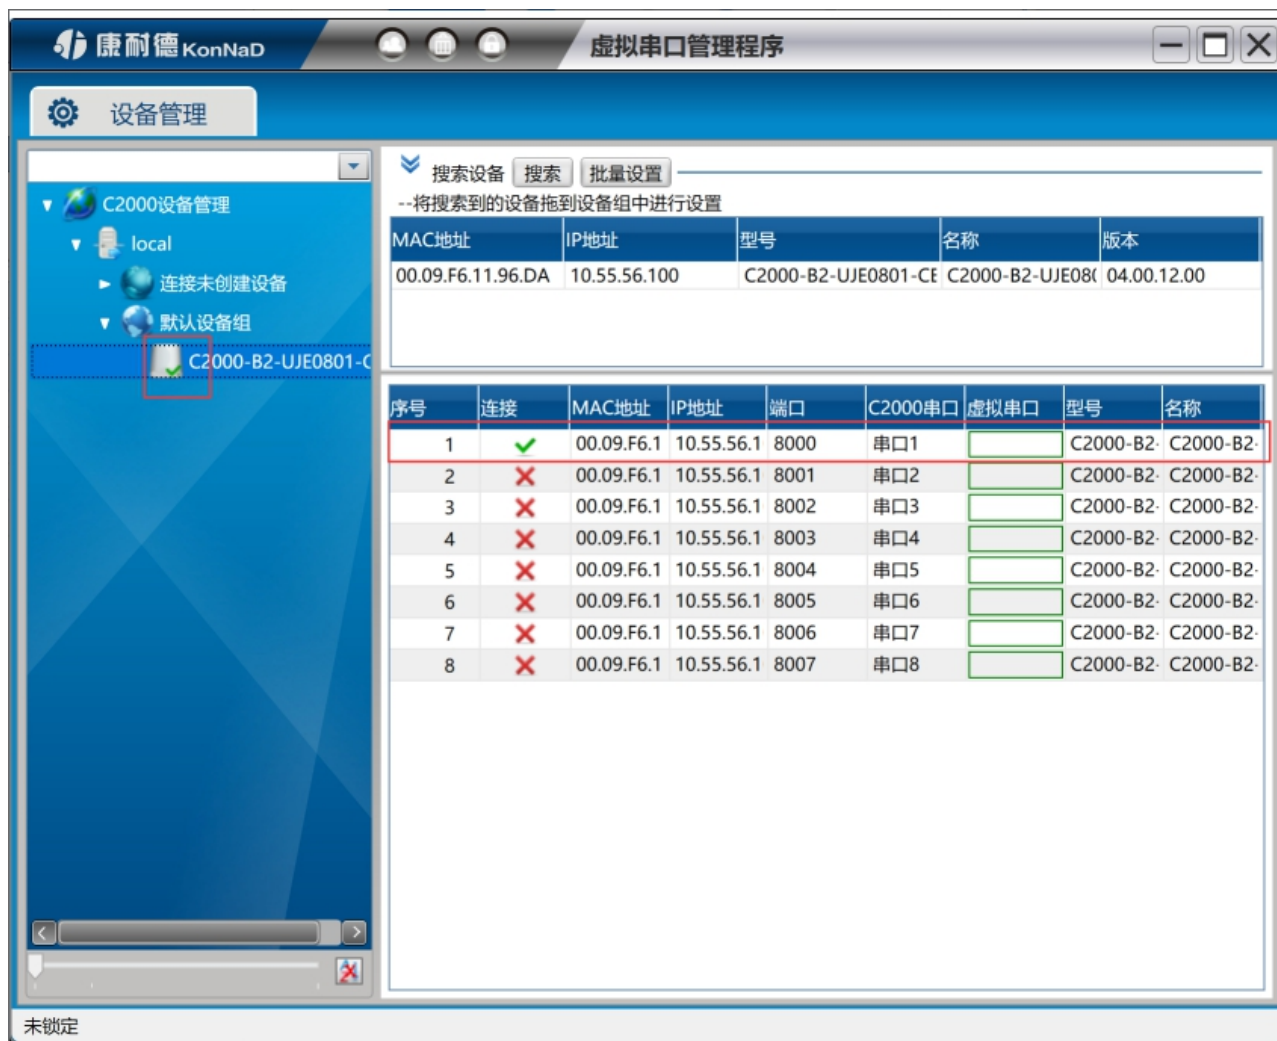 康耐德 KonNaD
虚拟串口管理程序
设备管理
搜索设备 搜索 批量设置
--将搜索到的设备拖到设备组中进行设置
C2000设备管理
local
连接未创建设备
默认设备组
C2000-B2-UJE0801-C
MAC地址 IP地址 型号 名称 版本
00.09.F6.11.96.DA 10.55.56.100 C2000-B2-UJE0801-CE C2000-B2-UJE080( 04.00.12.00
序号 连接 MAC地址 IP地址 端口 C2000串口 虚拟串口 型号 名称
1 00.09.F6.1 10.55.56.1 8000 串口1 C2000-B2- C2000-B2-
2 00.09.F6.1 10.55.56.1 8001 串口2 C2000-B2- C2000-B2-
3 00.09.F6.1 10.55.56.1 8002 串口3 C2000-B2- C2000-B2-
4 00.09.F6.1 10.55.56.1 8003 串口4 C2000-B2- C2000-B2-
5 00.09.F6.1 10.55.56.1 8004 串口5 C2000-B2- C2000-B2-
6 00.09.F6.1 10.55.56.1 8005 串口6 C2000-B2- C2000-B2-
7 00.09.F6.1 10.55.56.1 8006 串口7 C2000-B2- C2000-B2-
8 00.09.F6.1 10.55.56.1 8007 串口8 C2000-B2- C2000-B2-
未锁定